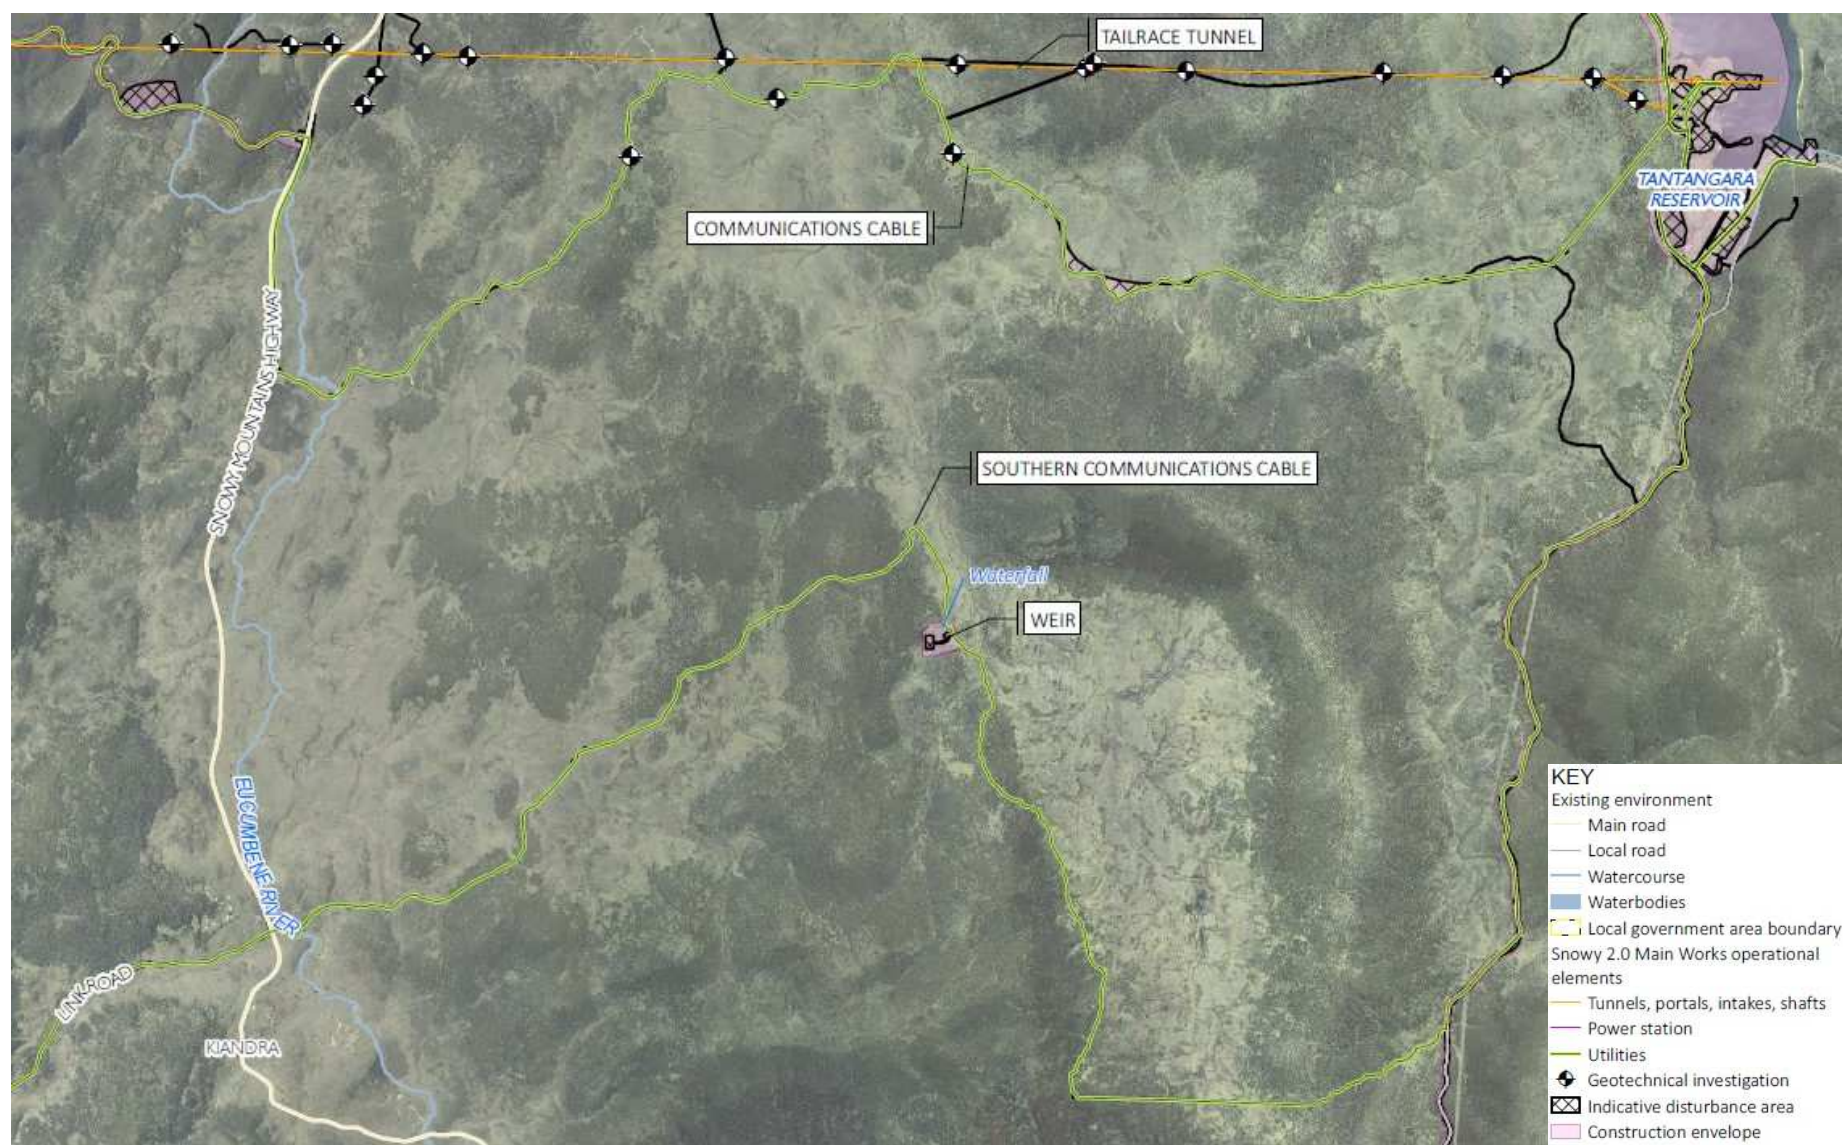 TAILRACE TUNNEL
TANTANGARA
RESERVOIR
COMMUNICATIONS CABLE
SNOWY MOUNTAINS HIGHWAY
SOUTHERN COMMUNICATIONS CABLE
Waterfall
WEIR
EUCUMBENE RIVER
LINK ROAD
KIANDRA
KEY
Existing environment
Main road
Local road
Watercourse
Waterbodies
Local government area boundary
Snowy 2.0 Main Works operational
elements
Tunnels, portals, intakes, shafts
Power station
Utilities
Geotechnical investigation
Indicative disturbance area
Construction envelope